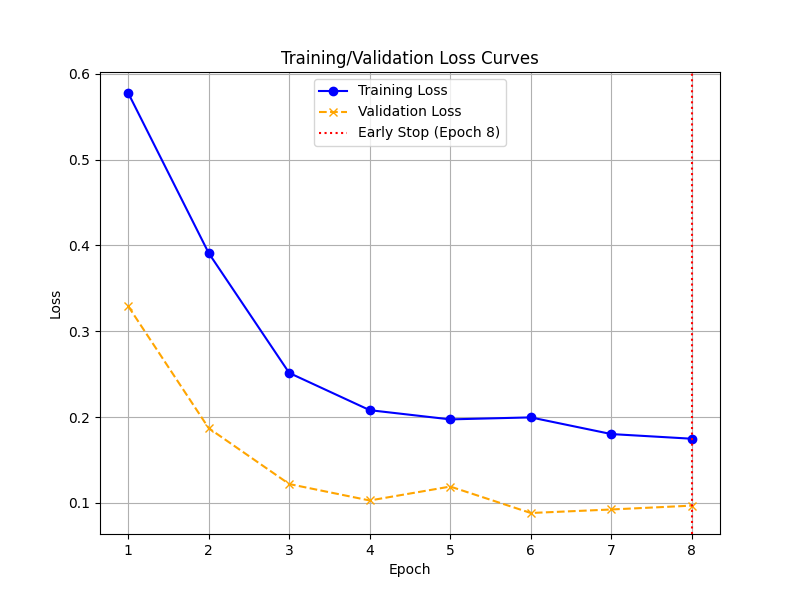 Training/Validation Loss Curves
Training Loss
Validation Loss
Early Stop (Epoch 8)
0.6
0.5
0.4
0.3
0.2
0.1
Loss
1 2 3 4 5 6 7 8
Epoch